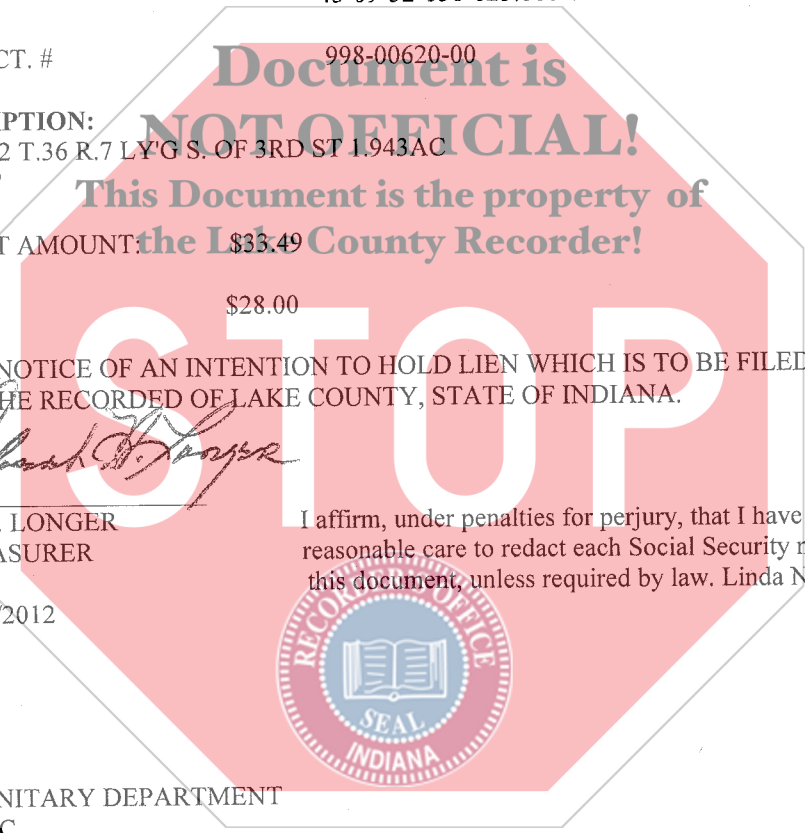 CT. # 998-00620-00
Document is
NOT OFFICIAL!
PTION:
2 T.36 R.7 LY'G S. OF 3RD ST 1.943AC
This Document is the property of
the Lake County Recorder!
T AMOUNT: $33.49
$28.00
STOP
NOTICE OF AN INTENTION TO HOLD LIEN WHICH IS TO BE FILED
HE RECORDED OF LAKE COUNTY, STATE OF INDIANA.
H. Longer
. LONGER
ASURER
/2012
I affirm, under penalties for perjury, that I have
reasonable care to redact each Social Security
this document, unless required by law. Linda N
RECORDER'S OFFICE
SEAL
INDIANA
NITARY DEPARTMENT